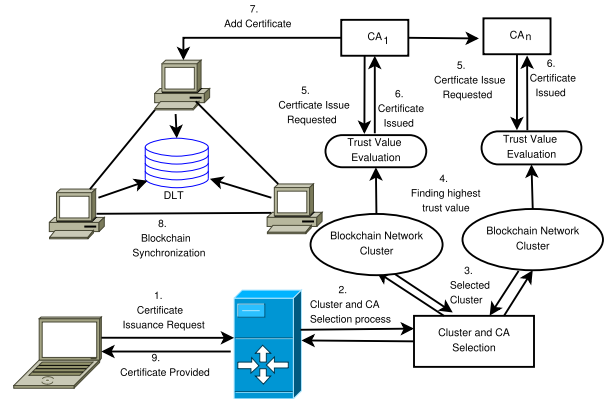 7.
Add Certificate
CA1
CAn
5.
Certficate Issue
Requested
6.
Certificate
Issued
5.
Certficate Issue
Requested
6.
Certificate
Issued
Trust Value
Evaluation
Trust Value
Evaluation
DLT
4.
Finding highest
trust value
8.
Blockchain
Synchronization
Blockchain Network
Cluster
Blockchain Network
Cluster
3.
Selected
Cluster
1.
Certificate
Issuance Request
2.
Cluster and CA
Selection process
Cluster and CA
Selection
9.
Certificate Provided